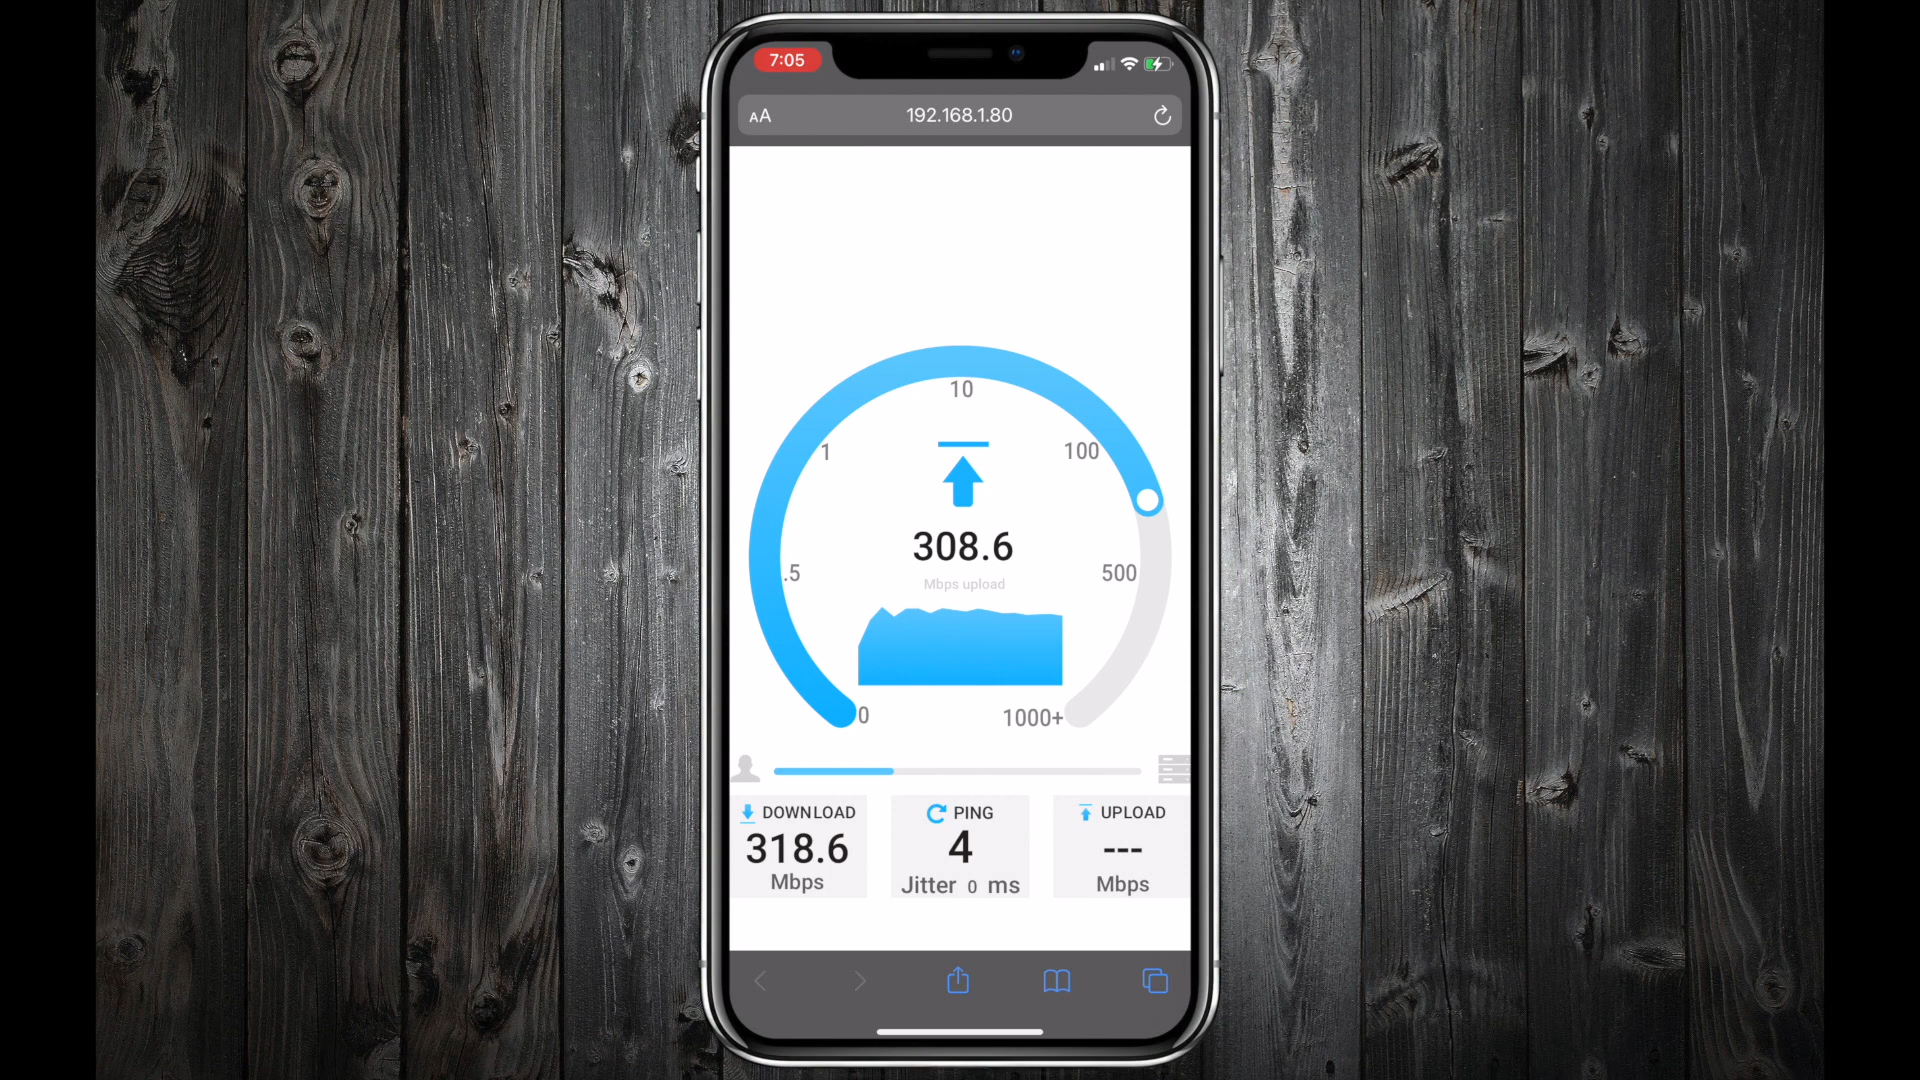 7:05
AA
192.168.1.80
10
1
100
308.6
Mbps upload
.5
500
0
1000+
DOWNLOAD
318.6
Mbps
PING
4
Jitter 0 ms
UPLOAD
---
Mbps